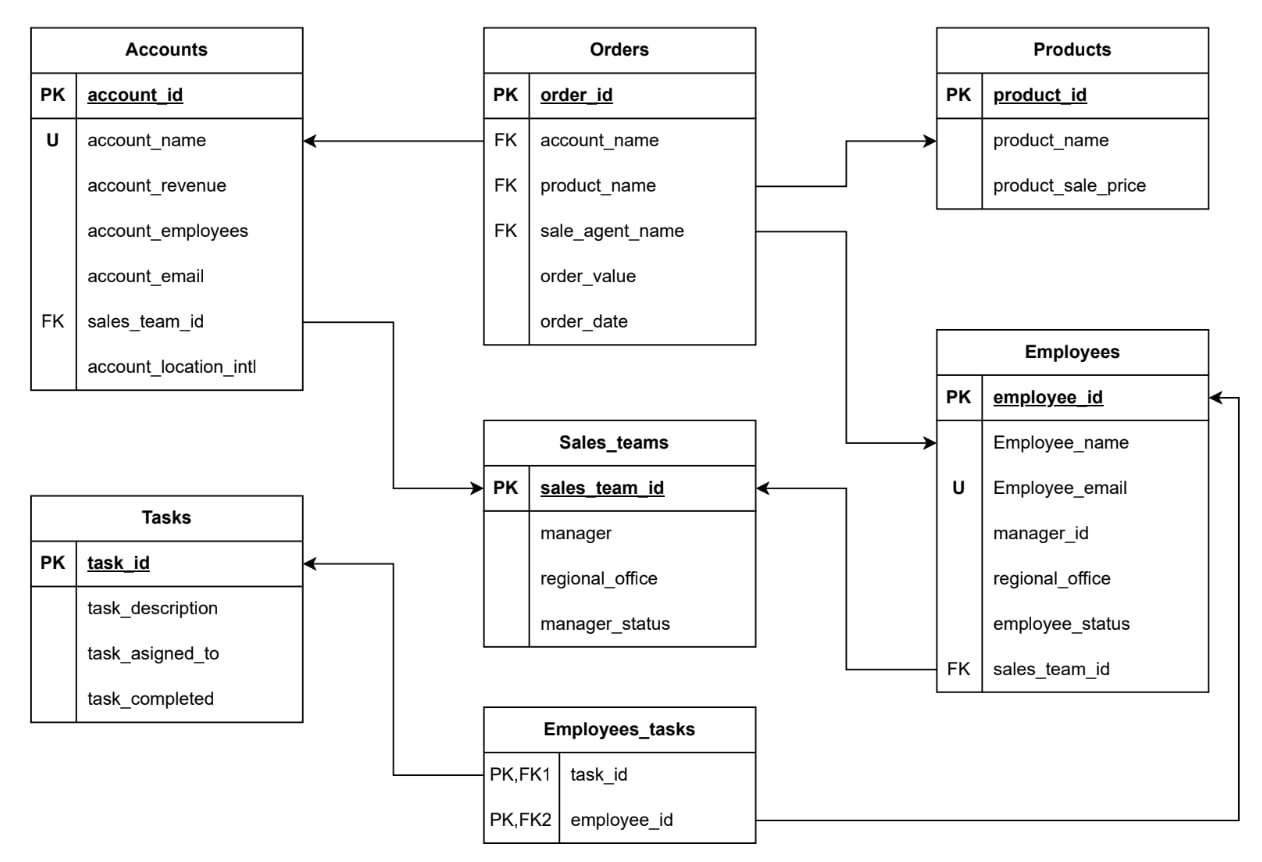 Accounts
PK account_id
U account_name
account_revenue
account_employees
account_email
FK sales_team_id
account_location_intl
Orders
PK order_id
FK account_name
FK product_name
FK sale_agent_name
order_value
order_date
Products
PK product_id
product_name
product_sale_price
Employees
PK employee_id
Employee_name
U Employee_email
manager_id
regional_office
employee_status
FK sales_team_id
Sales_teams
PK sales_team_id
manager
regional_office
manager_status
Tasks
PK task_id
task_description
task_asigned_to
task_completed
Employees_tasks
PK,FK1 task_id
PK,FK2 employee_id